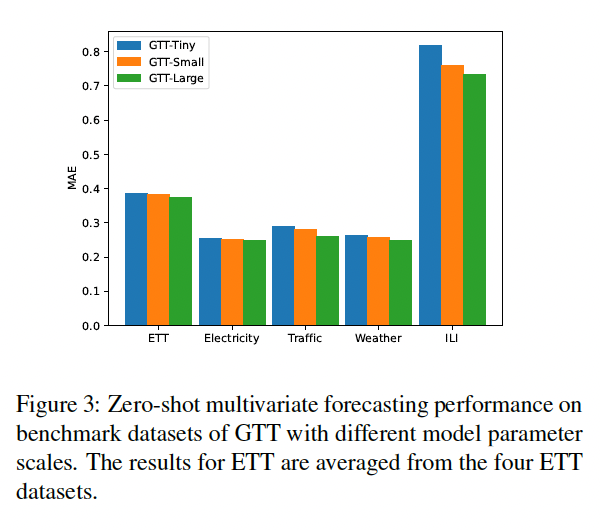 GTT-Tiny
GTT-Small
GTT-Large
MAE
0.8
0.7
0.6
0.5
0.4
0.3
0.2
0.1
0.0
ETT Electricity Traffic Weather ILI
Figure 3: Zero-shot multivariate forecasting performance on
benchmark datasets of GTT with different model parameter
scales. The results for ETT are averaged from the four ETT
datasets.